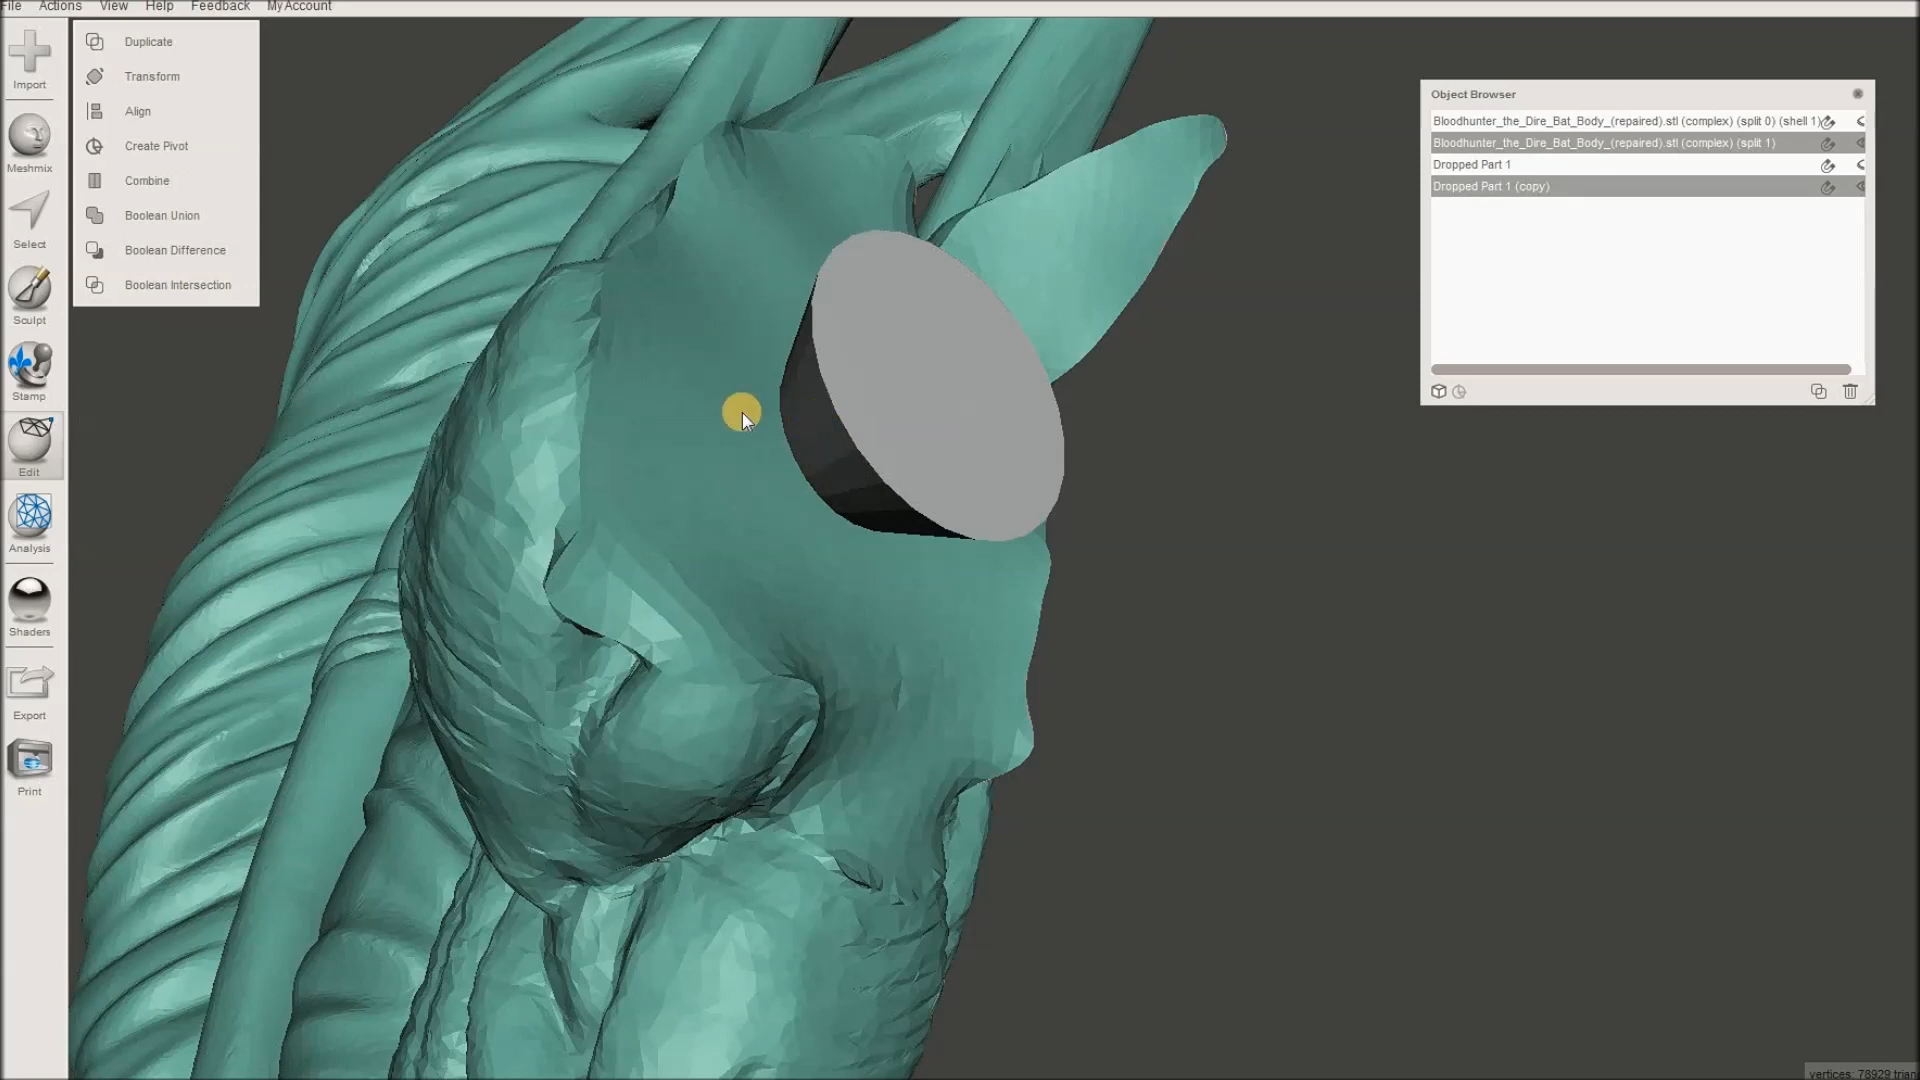 File Actions View Help Feedback My Account
Import
Meshmix
Select
Sculpt
Stamp
Edit
Analysis
Shaders
Export
Print
Duplicate
Transform
Align
Create Pivot
Combine
Boolean Union
Boolean Difference
Boolean Intersection
Object Browser
Bloodhunter_the_Dire_Bat_Body_(repaired).stl (complex) (split 0) (shell 1)
Bloodhunter_the_Dire_Bat_Body_(repaired).stl (complex) (split 1)
Dropped Part 1
Dropped Part 1 (copy)
vertices: 78929 trian